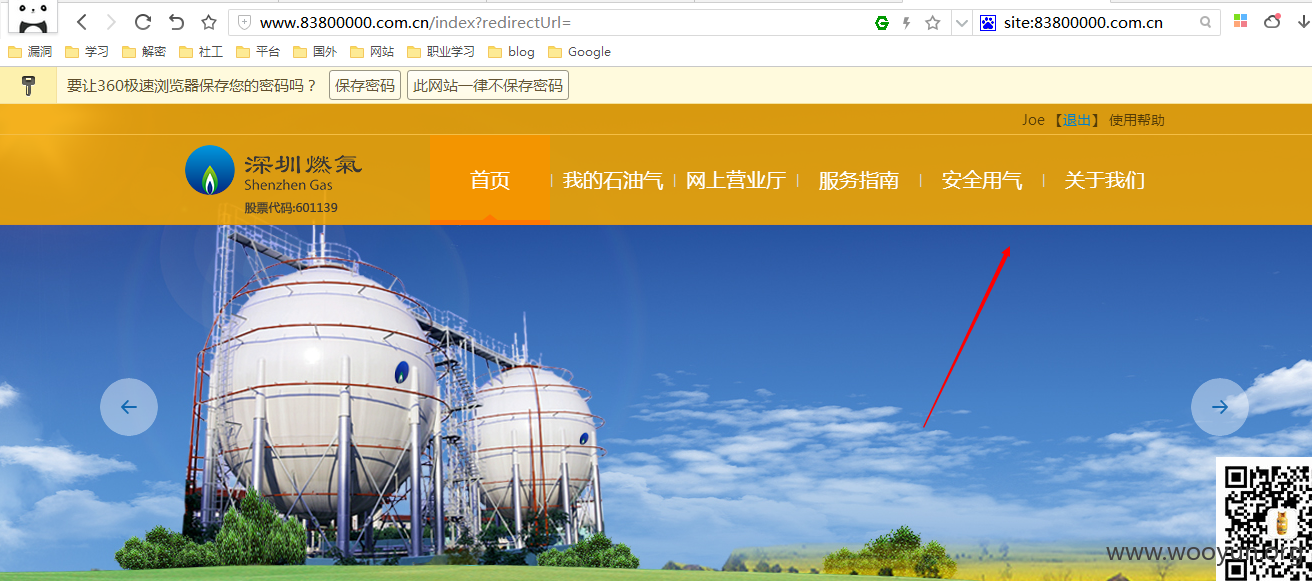 www.83800000.com.cn/index?redirectUrl=
site:83800000.com.cn
漏洞 学习 解密 社工 平台 国外 网站 职业学习 blog Google
要让360极速浏览器保存您的密码吗？ 保存密码 此网站一律不保存密码
Joe 【退出】 使用帮助
深圳燃氣
Shenzhen Gas
股票代码:601139
首页 我的石油气 网上营业厅 服务指南 安全用气 关于我们
www.wooyun.org